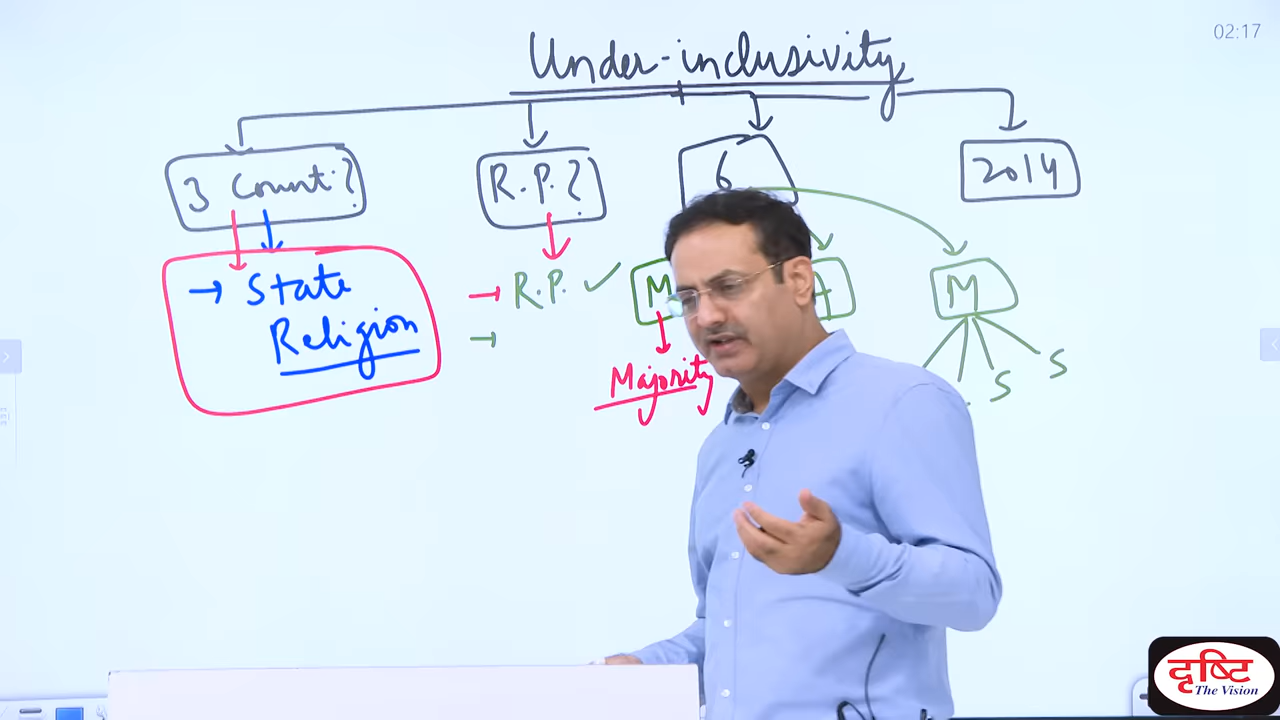 02:17
Under-inclusivity
3 Count.?
R.P.?
6
2014
→ State
Religion
→ R.P. ✓
→
M
M
Majority
S
S
दृष्टि
The Vision